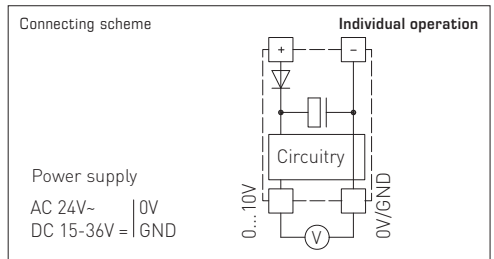 Connecting scheme
Individual operation
+ −
Circuitry
Power supply
AC 24V~ 0V
DC 15-36V = GND
0...10V
0V/GND
V